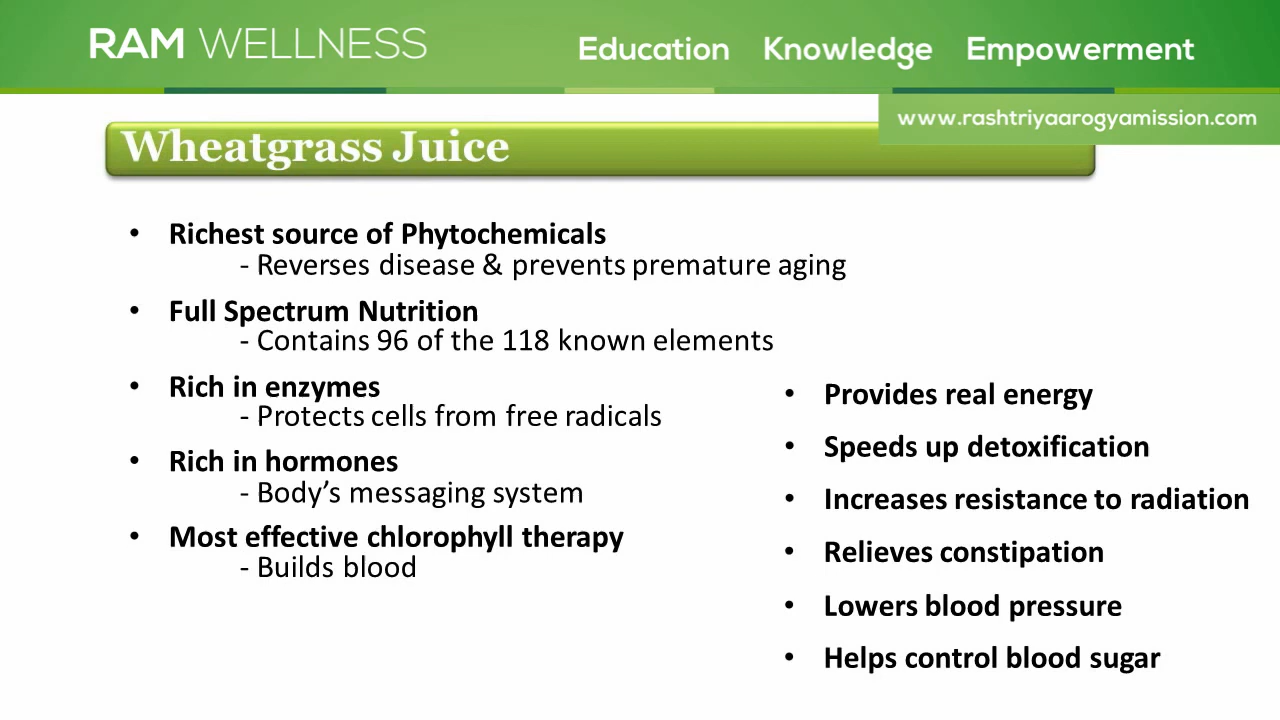 RAM WELLNESS
Education Knowledge Empowerment
www.rashtriyaarogyamission.com
Wheatgrass Juice
• Richest source of Phytochemicals
- Reverses disease & prevents premature aging
• Full Spectrum Nutrition
- Contains 96 of the 118 known elements
• Rich in enzymes
- Protects cells from free radicals
• Rich in hormones
- Body’s messaging system
• Most effective chlorophyll therapy
- Builds blood
• Provides real energy
• Speeds up detoxification
• Increases resistance to radiation
• Relieves constipation
• Lowers blood pressure
• Helps control blood sugar